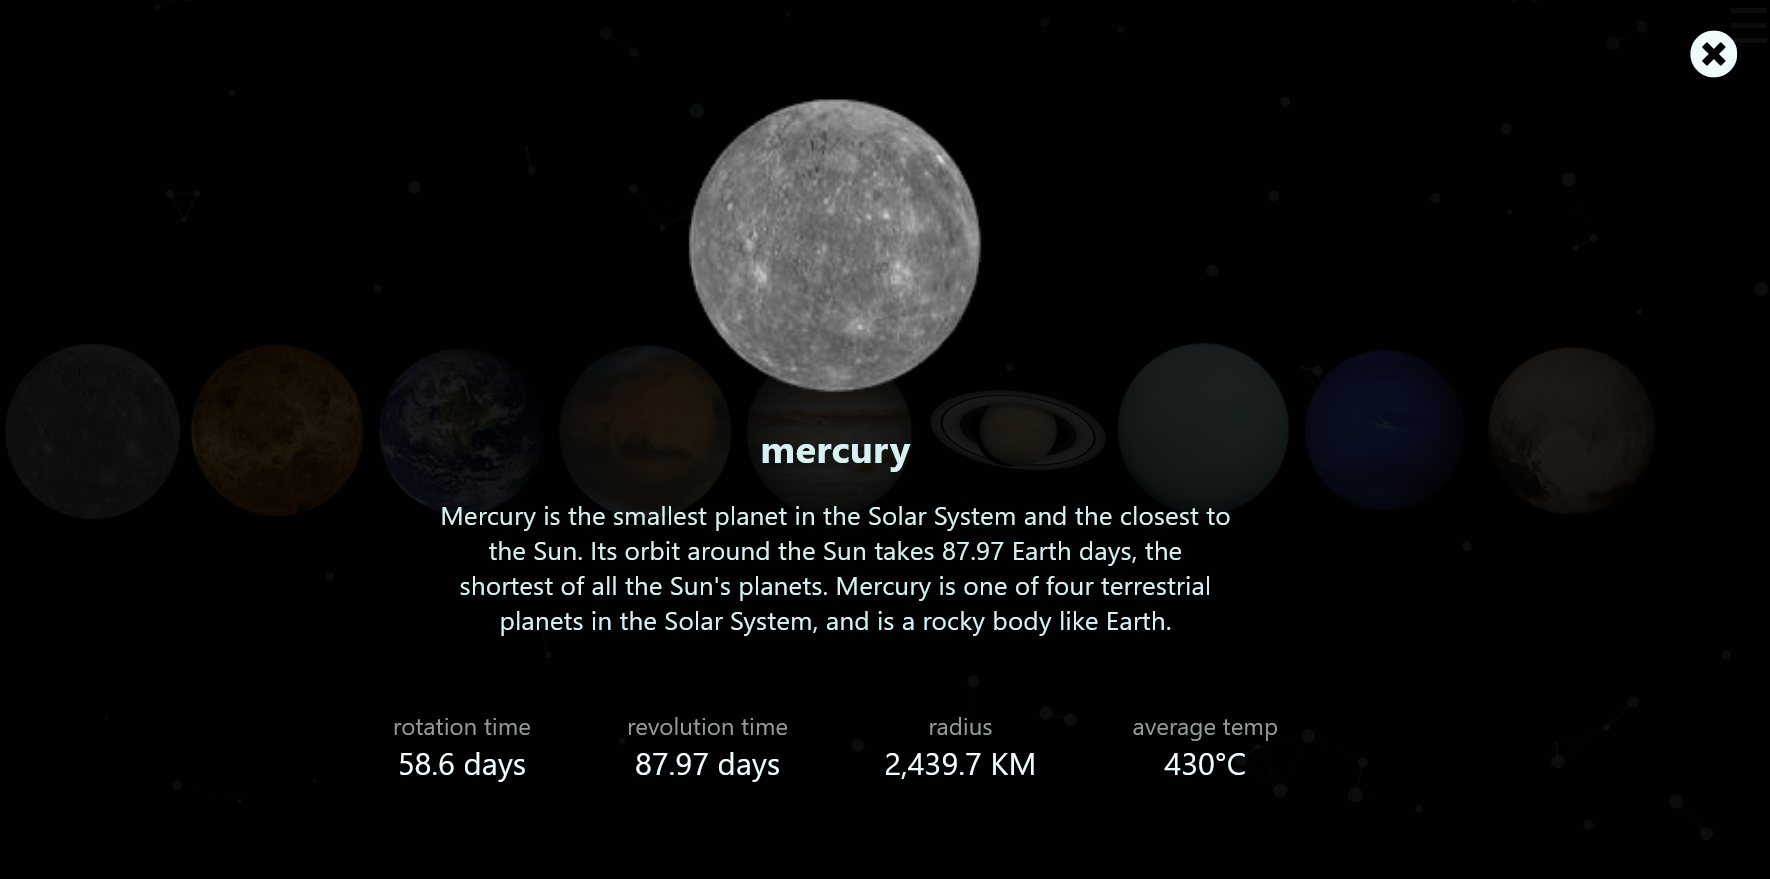 mercury
Mercury is the smallest planet in the Solar System and the closest to
the Sun. Its orbit around the Sun takes 87.97 Earth days, the
shortest of all the Sun's planets. Mercury is one of four terrestrial
planets in the Solar System, and is a rocky body like Earth.
rotation time
58.6 days
revolution time
87.97 days
radius
2,439.7 KM
average temp
430°C